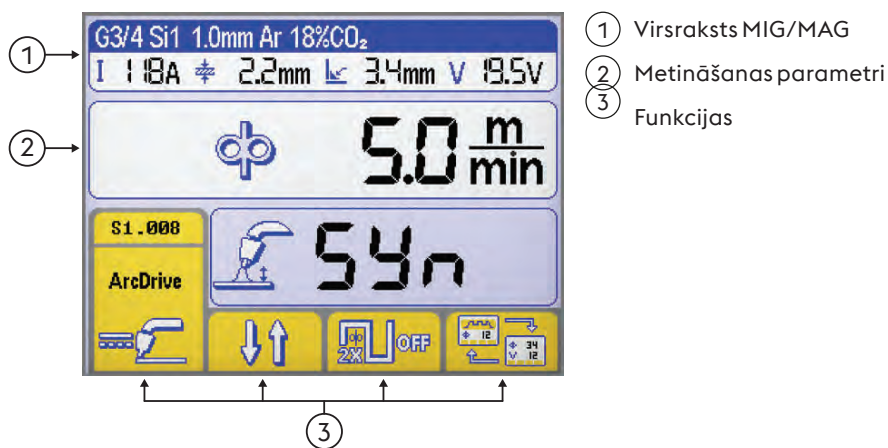 G3/4 Si1 1.0mm Ar 18%CO₂
I 118A 2.2mm 3.4mm V 19.5V
5.0 m/min
S1.008
ArcDrive
SYn
2X OFF
12
34
V 12
1 Virsraksts MIG/MAG
2 Metināšanas parametri
3 Funkcijas
1
2
3